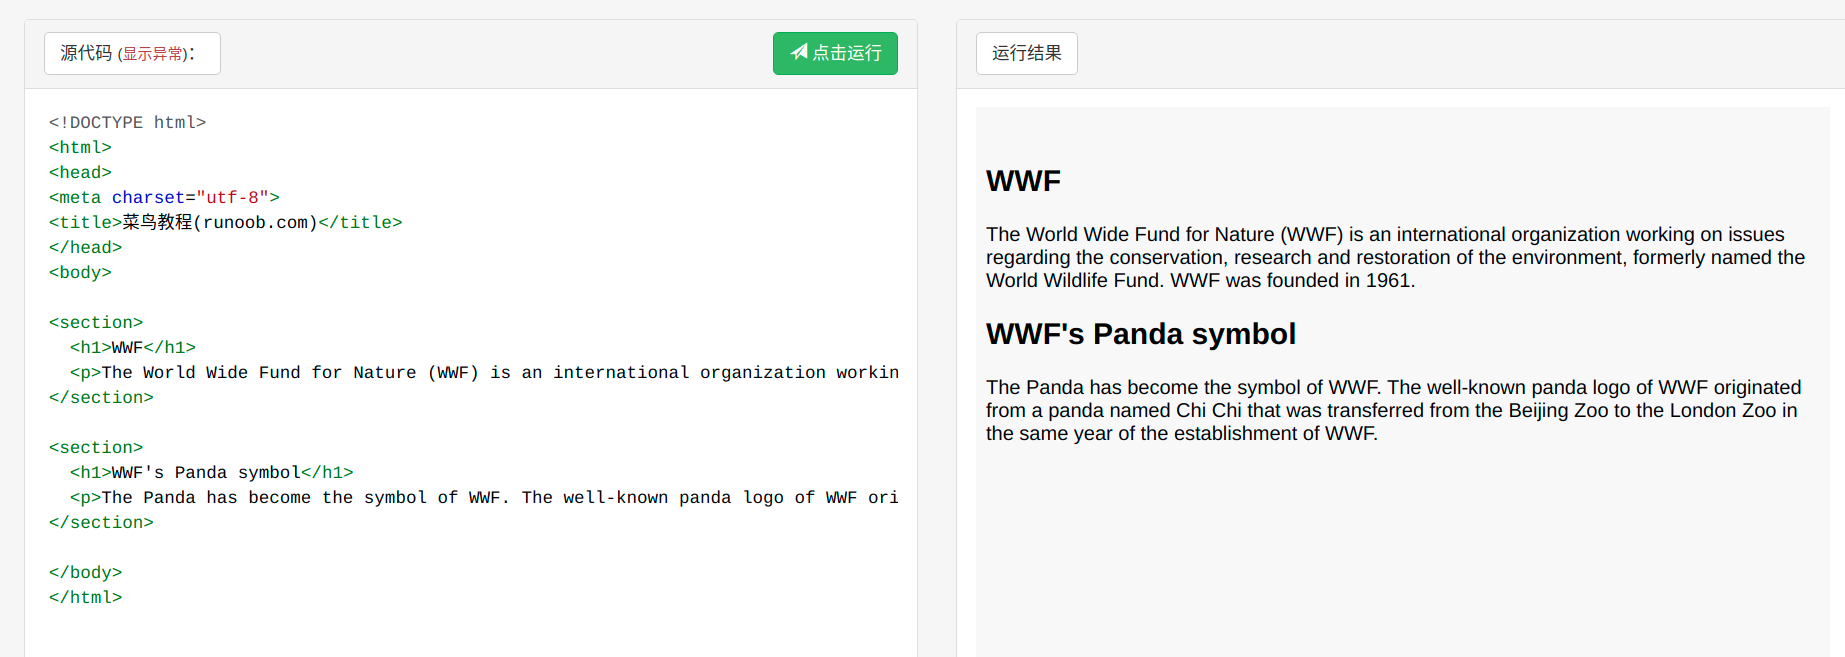 源代码 (显示异常)：
点击运行
<!DOCTYPE html>
<html>
<head>
<meta charset="utf-8">
<title>菜鸟教程(runoob.com)</title>
</head>
<body>
<section>
<h1>WWF</h1>
<p>The World Wide Fund for Nature (WWF) is an international organization workin
</section>
<section>
<h1>WWF's Panda symbol</h1>
<p>The Panda has become the symbol of WWF. The well-known panda logo of WWF ori
</section>
</body>
</html>
运行结果
WWF
The World Wide Fund for Nature (WWF) is an international organization working on issues
regarding the conservation, research and restoration of the environment, formerly named the
World Wildlife Fund. WWF was founded in 1961.
WWF's Panda symbol
The Panda has become the symbol of WWF. The well-known panda logo of WWF originated
from a panda named Chi Chi that was transferred from the Beijing Zoo to the London Zoo in
the same year of the establishment of WWF.